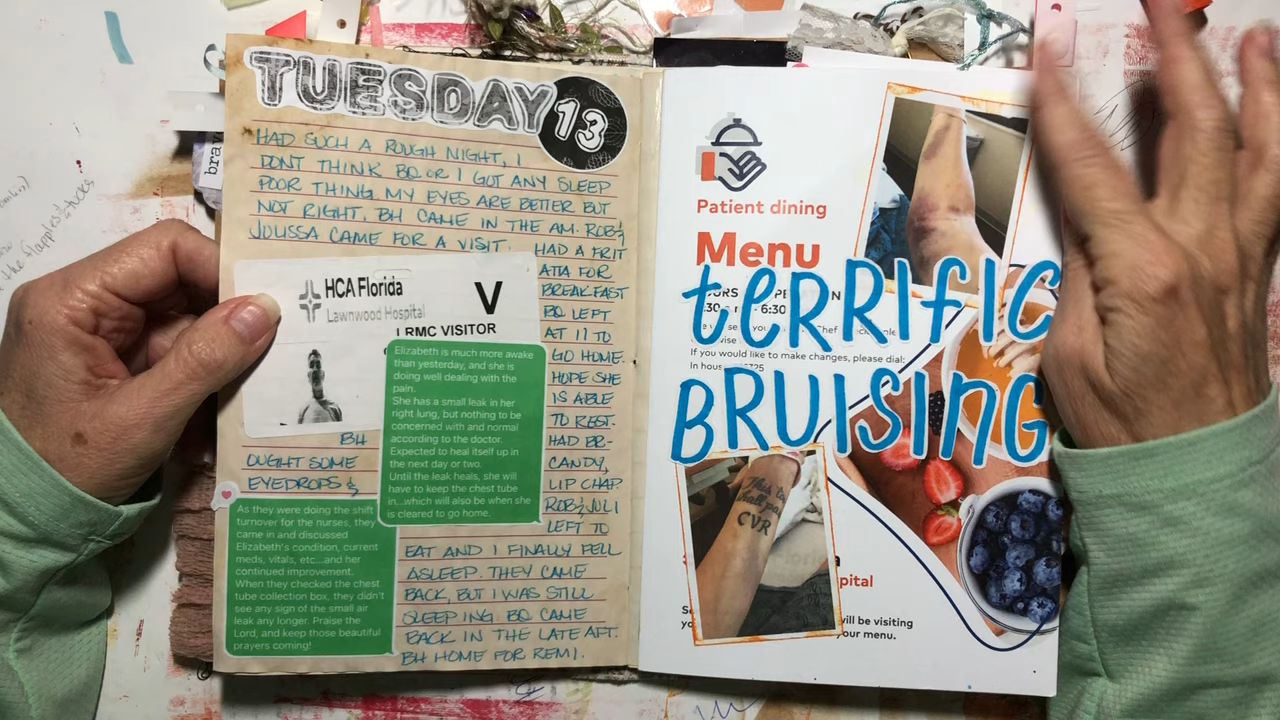 TUESDAY
13
HAD SUCH A ROUGH NIGHT, I
DONT THINK BQ OR I GOT ANY SLEEP
POOR THING. MY EYES ARE BETTER BUT
NOT RIGHT. BH CAME IN THE AM. ROB &
JULISSA CAME FOR A VISIT.
HAD A FRIT
ATTA FOR
BREAKFAST
BQ LEFT
AT 11 TO
GO HOME.
HOPE SHE
IS ABLE
TO REST.
HAD BR-
BH
OUGHT SOME
EYEDROPS &
CANDY,
LIP CHAP
ROB & JULI
LEFT TO
EAT AND I FINALLY FELL
ASLEEP. THEY CAME
BACK, BUT I WAS STILL
SLEEPING. BQ CAME
BACK IN THE LATE AFT.
BH HOME FOR REMI.
HCA Florida
Lawnwood Hospital
V
LRMC VISITOR
Elizabeth is much more awake
than yesterday, and she is
doing well dealing with the
pain.
She has a small leak in her
right lung, but nothing to be
concerned with and normal
according to the doctor.
Expected to heal itself up in
the next day or two.
Until the leak heals, she will
have to keep the chest tube
in...which will also be when she
is cleared to go home.
As they were doing the shift
turnover for the nurses, they
came in and discussed
Elizabeth's condition, current
meds, vitals, etc...and her
continued improvement.
When they checked the chest
tube collection box, they didn't
see any sign of the small air
leak any longer. Praise the
Lord, and keep those beautiful
prayers coming!
brav
Patient dining
Menu
TERRIFIC
BRUISING
If you would like to make changes, please dial:
CVR
will be visiting
your menu.